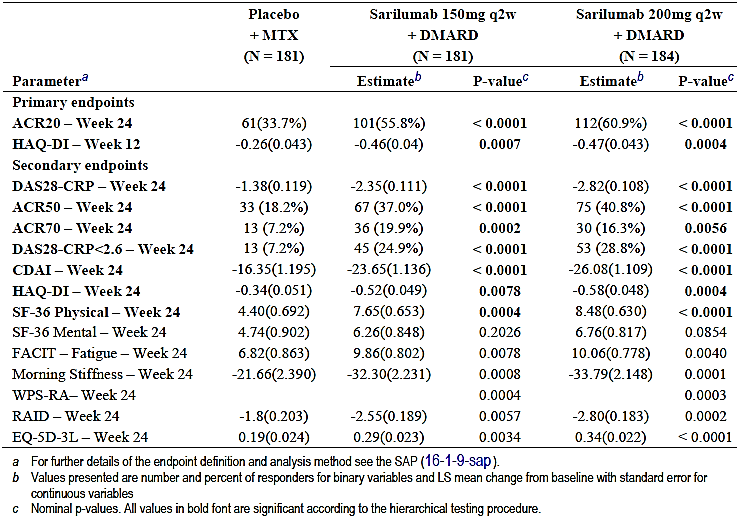 Placebo Sarilumab 150mg q2w Sarilumab 200mg q2w
+ MTX + DMARD + DMARD
(N = 181) (N = 181) (N = 184)
Parametera Estimateb P-valuec Estimateb P-valuec
Primary endpoints
ACR20 – Week 24 61(33.7%) 101(55.8%) < 0.0001 112(60.9%) < 0.0001
HAQ-DI – Week 12 -0.26(0.043) -0.46(0.04) 0.0007 -0.47(0.043) 0.0004
Secondary endpoints
DAS28-CRP – Week 24 -1.38(0.119) -2.35(0.111) < 0.0001 -2.82(0.108) < 0.0001
ACR50 – Week 24 33 (18.2%) 67 (37.0%) < 0.0001 75 (40.8%) < 0.0001
ACR70 – Week 24 13 (7.2%) 36 (19.9%) 0.0002 30 (16.3%) 0.0056
DAS28-CRP<2.6 – Week 24 13 (7.2%) 45 (24.9%) < 0.0001 53 (28.8%) < 0.0001
CDAI – Week 24 -16.35(1.195) -23.65(1.136) < 0.0001 -26.08(1.109) < 0.0001
HAQ-DI – Week 24 -0.34(0.051) -0.52(0.049) 0.0078 -0.58(0.048) 0.0004
SF-36 Physical – Week 24 4.40(0.692) 7.65(0.653) 0.0004 8.48(0.630) < 0.0001
SF-36 Mental – Week 24 4.74(0.902) 6.26(0.848) 0.2026 6.76(0.817) 0.0854
FACIT – Fatigue – Week 24 6.82(0.863) 9.86(0.802) 0.0078 10.06(0.778) 0.0040
Morning Stiffness – Week 24 -21.66(2.390) -32.30(2.231) 0.0008 -33.79(2.148) 0.0001
WPS-RA– Week 24 0.0004 0.0003
RAID – Week 24 -1.8(0.203) -2.55(0.189) 0.0057 -2.80(0.183) 0.0002
EQ-5D-3L – Week 24 0.19(0.024) 0.29(0.023) 0.0034 0.34(0.022) < 0.0001
a For further details of the endpoint definition and analysis method see the SAP (16-1-9-sap).
b Values presented are number and percent of responders for binary variables and LS mean change from baseline with standard error for
continuous variables
c Nominal p-values. All values in bold font are significant according to the hierarchical testing procedure.